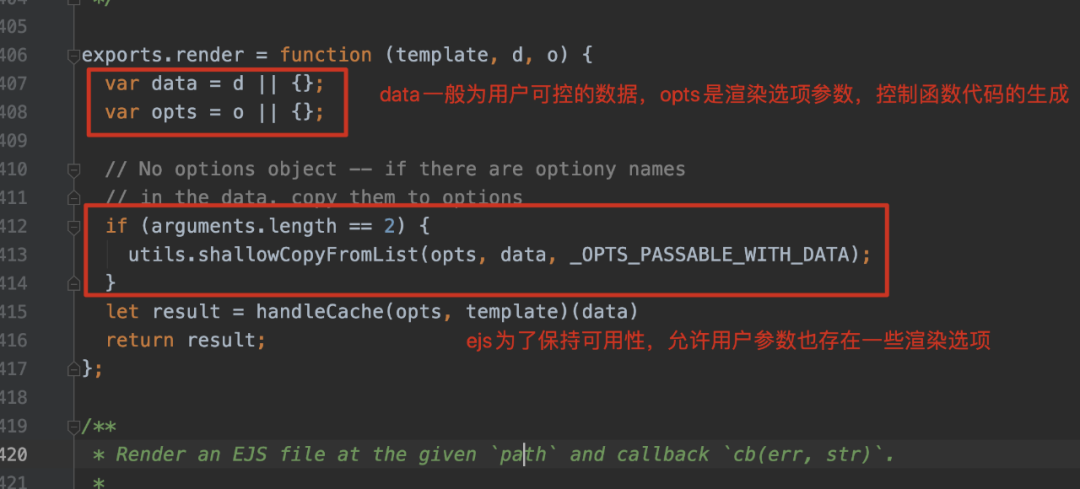 404 */
405
406 exports.render = function (template, d, o) {
407 var data = d || {};
data一般为用户可控的数据，opts是渲染选项参数，控制函数代码的生成
408 var opts = o || {};
409
410 // No options object -- if there are optiony names
411 // in the data, copy them to options
412 if (arguments.length == 2) {
413 utils.shallowCopyFromList(opts, data, _OPTS_PASSABLE_WITH_DATA);
414 }
415 let result = handleCache(opts, template)(data)
416 return result;
ejs为了保持可用性，允许用户参数也存在一些渲染选项
417 };
418
419 /**
420 * Render an EJS file at the given `path` and callback `cb(err, str)`.
421 *